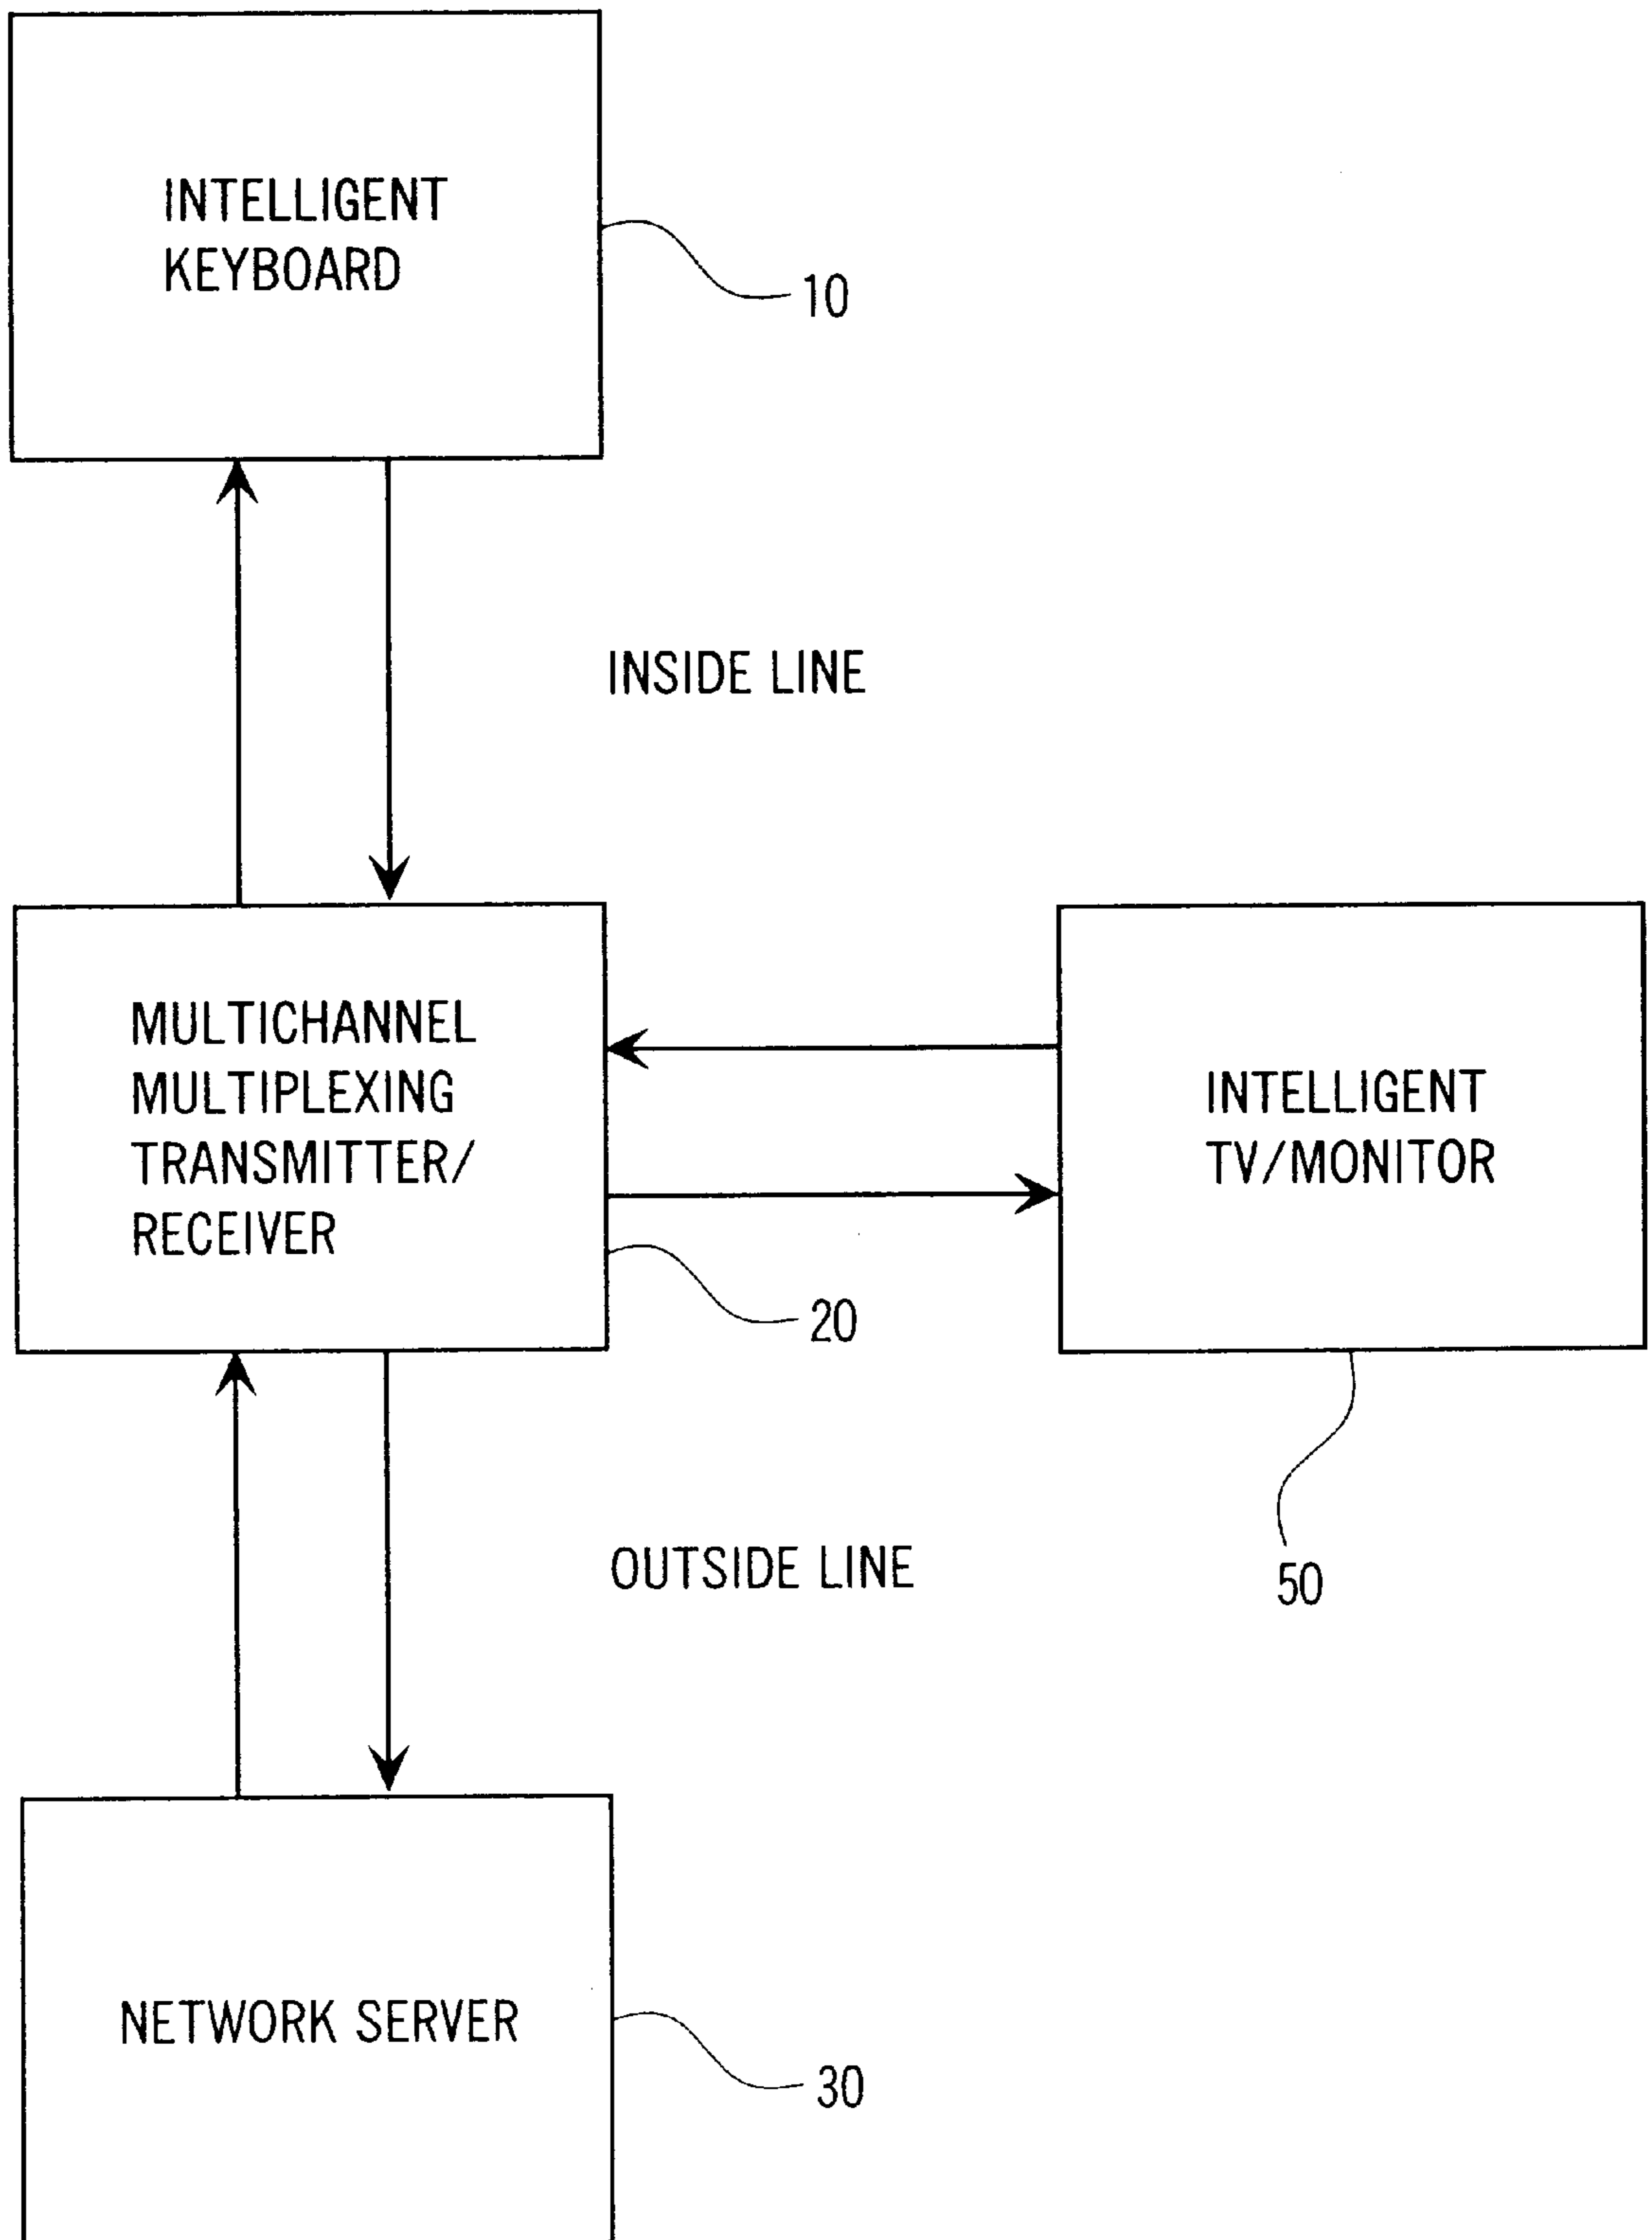 INTELLIGENT
KEYBOARD
10
INSIDE LINE
MULTICHANNEL
MULTIPLEXING
TRANSMITTER/
RECEIVER
20
INTELLIGENT
TV/MONITOR
50
OUTSIDE LINE
NETWORK SERVER
30